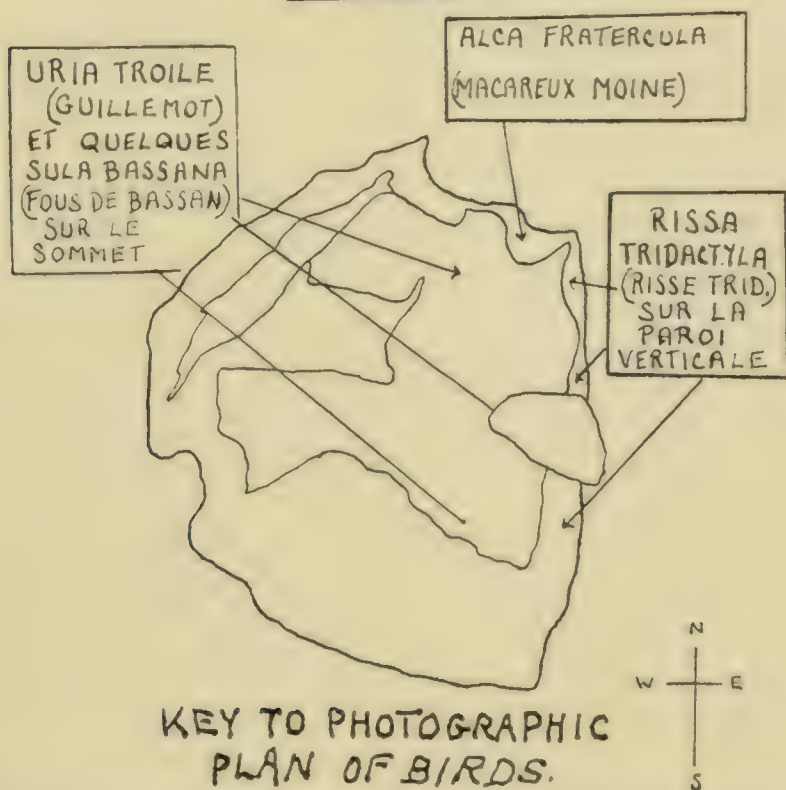 URIA TROILE
(GUILLEMOT)
ET QUELQUES
SULA BASSANA
(FOUS DE BASSAN)
SUR LE
SOMMET
ALCA FRATERCULA
(MACAREUX MOINE)
RISSA
TRIDACTYLA
(RISSE TRID.)
SUR LA
PAROI
VERTICALE
N
W E
S
KEY TO PHOTOGRAPHIC
PLAN OF BIRDS.